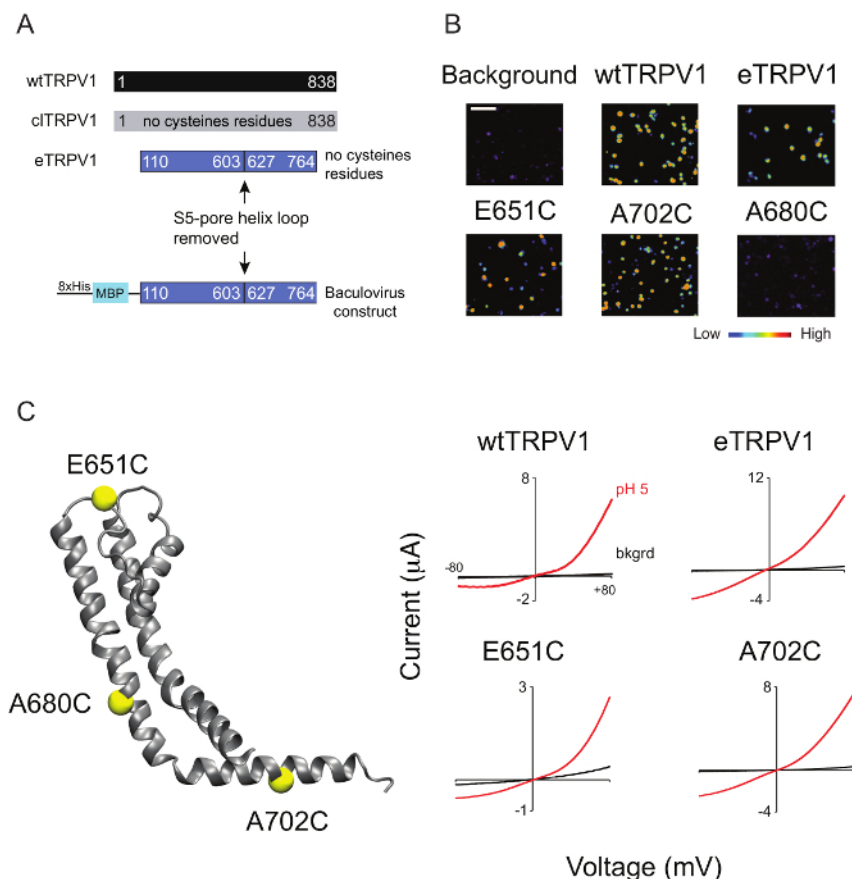 A
wtTRPV1
1 838
clTRPV1
1 no cysteines residues 838
eTRPV1
110 603 627 764
no cysteines
residues
S5-pore helix loop
removed
8xHis
MBP
110 603 627 764
Baculovirus
construct
B
Background wtTRPV1 eTRPV1
E651C A702C A680C
Low High
C
E651C
A680C
A702C
Current (μA)
wtTRPV1
8
pH 5
bkgrd
-80
+80
-2
eTRPV1
12
-4
E651C
3
-1
A702C
8
-4
Voltage (mV)